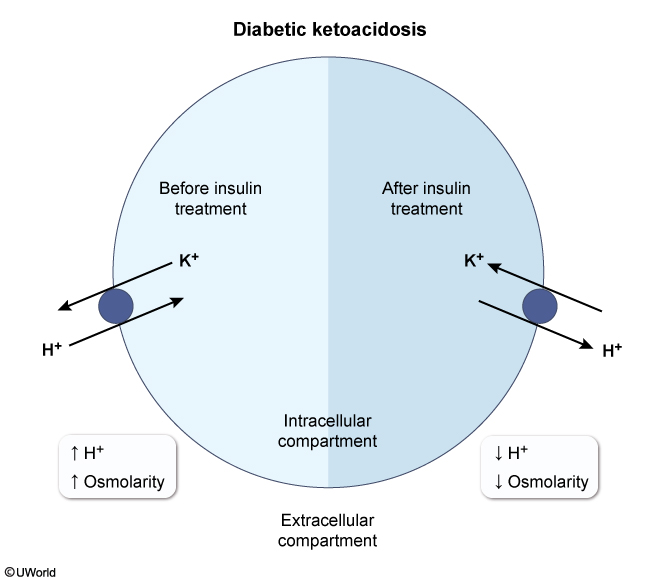 Diabetic ketoacidosis
Before insulin
treatment
After insulin
treatment
K+
K+
H+
H+
Intracellular
compartment
↑ H+
↑ Osmolarity
↓ H+
↓ Osmolarity
Extracellular
compartment
©UWorld